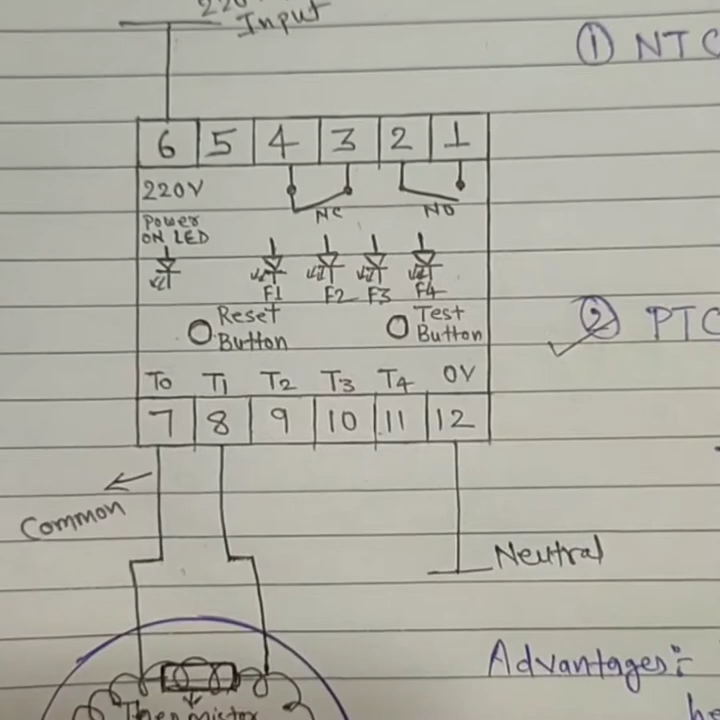 220
Input
① NTC
6 5 4 3 2 1
220V
NC NO
Power
ON LED
F1 F2 F3 F4
Reset
Button
Test
Button
② PTC
T0 T1 T2 T3 T4 0V
7 8 9 10 11 12
Common
Neutral
Advantages:
Thermistor